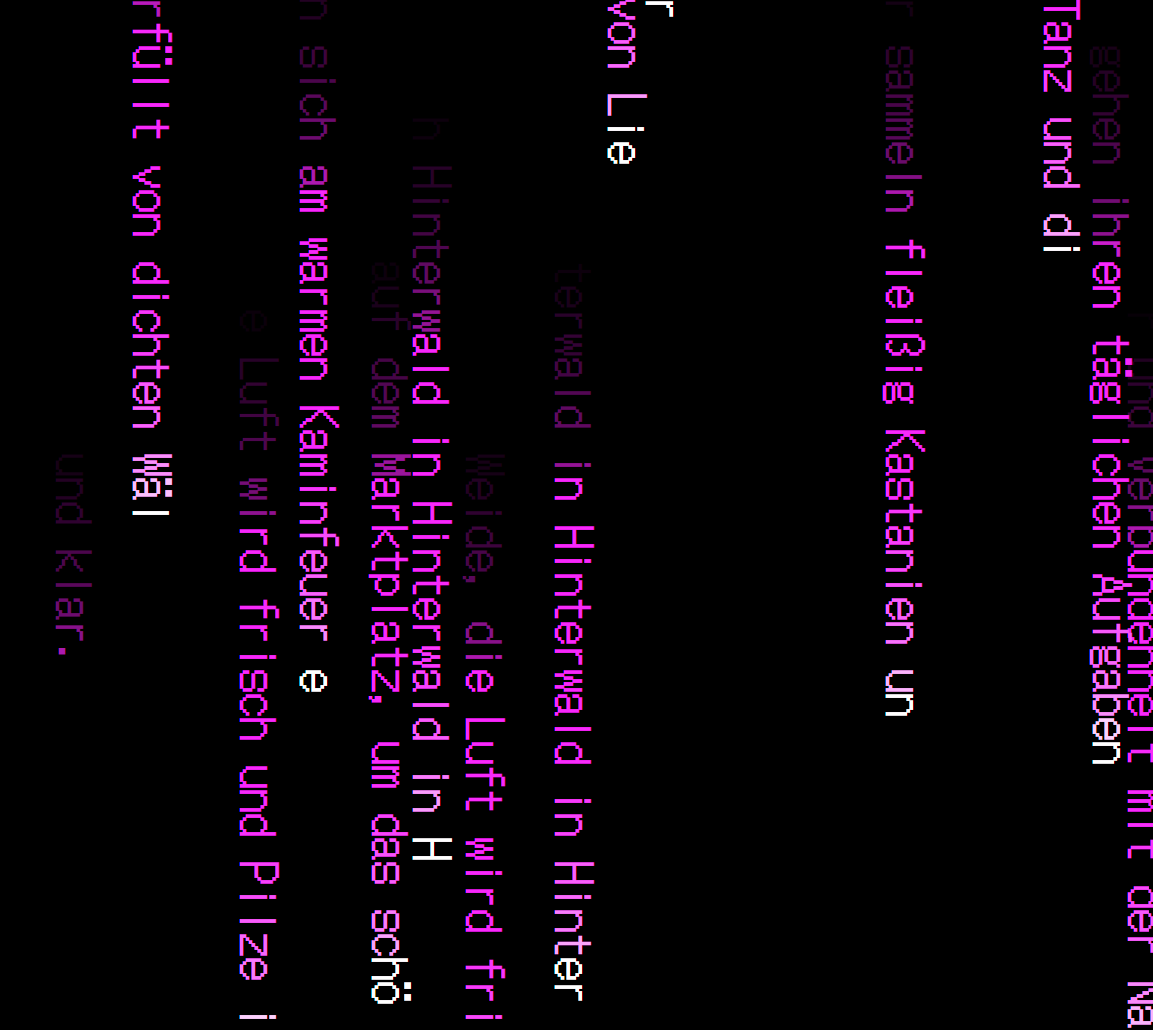 und klar.
rfüllt von dichten Wäl
e Luft wird frisch und Pilze i
n sich am warmen Kaminfeuer e
auf dem Marktplatz, um das schö
h Hinterwald in Hinterwald in H
Weide, die Luft wird fri
terwald in Hinterwald in Hinter
von Lie
r
r sammeln fleißig Kastanien un
Tanz und di
gehen ihren täglichen Aufgaben
und Verbundenheit mit der Na